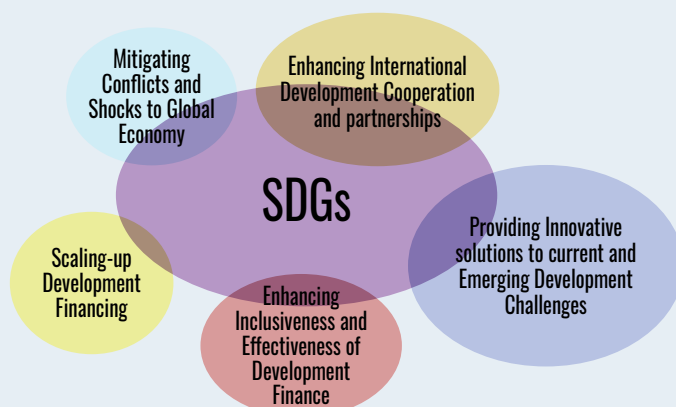 Mitigating
Conflicts and
Shocks to Global
Economy
Enhancing International
Development Cooperation
and partnerships
SDGs
Providing Innovative
solutions to current and
Emerging Development
Challenges
Scaling-up
Development
Financing
Enhancing
Inclusiveness and
Effectiveness of
Development
Finance